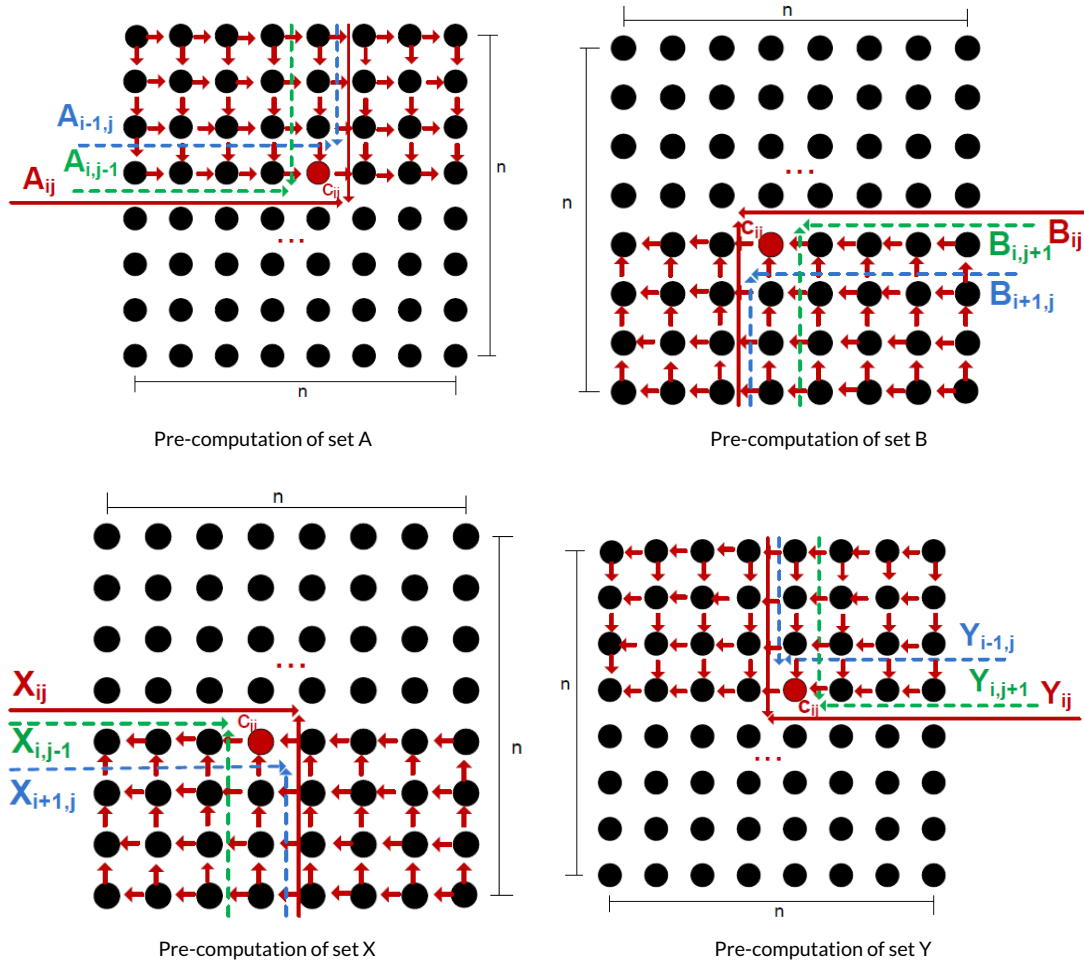 n
n
A i-1,j
A i,j-1
A ij
C ij
...
n
Pre-computation of set A
n
n
...
C ij
B ij
B i,j+1
B i+1,j
Pre-computation of set B
n
n
...
X ij
C ij
X i,j-1
X i+1,j
Pre-computation of set X
n
Y i-1,j
Y i,j+1
Y ij
C ij
...
n
Pre-computation of set Y